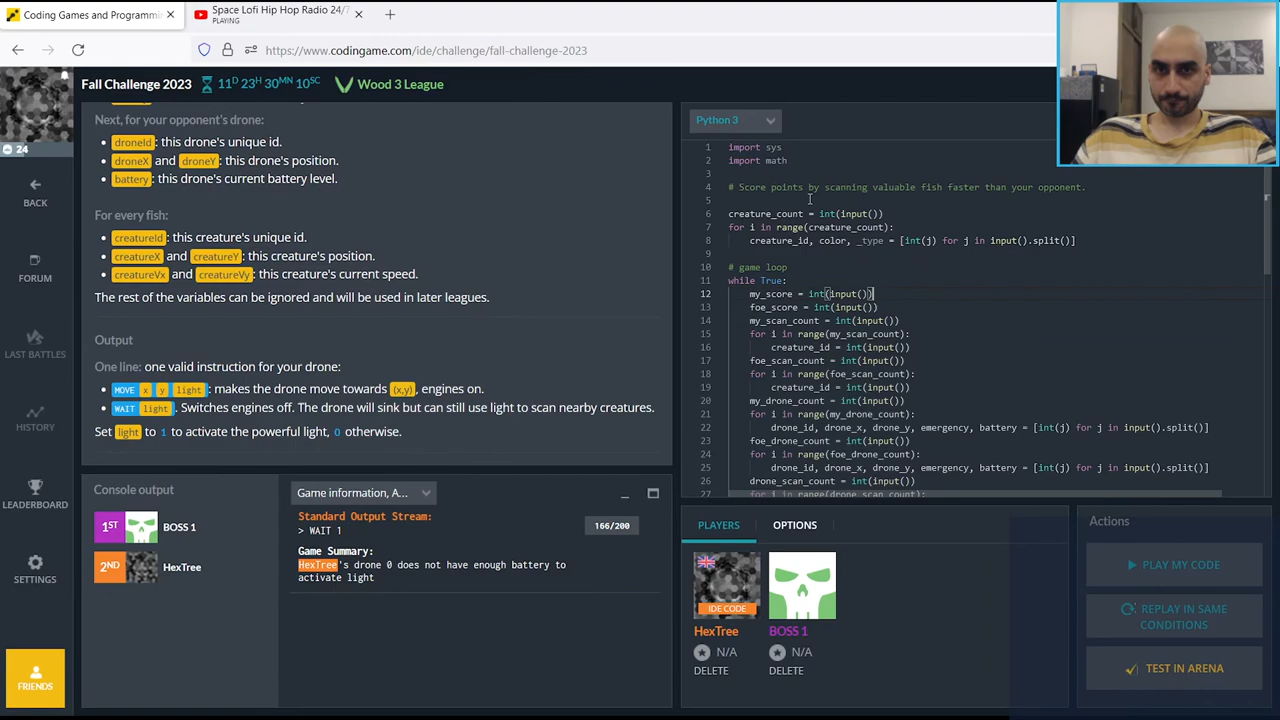 Coding Games and Programmi
Space Lofi Hip Hop Radio 24/7
PLAYING
https://www.codingame.com/ide/challenge/fall-challenge-2023
Fall Challenge 2023
11D 23H 30MN 10SC
Wood 3 League
24
BACK
FORUM
LAST BATTLES
HISTORY
LEADERBOARD
SETTINGS
FRIENDS
Next, for your opponent's drone:
droneId: this drone's unique id.
droneX and droneY: this drone's position.
battery: this drone's current battery level.
For every fish:
creatureId: this creature's unique id.
creatureX and creatureY: this creature's position.
creatureVx and creatureVy: this creature's current speed.
The rest of the variables can be ignored and will be used in later leagues.
Output
One line: one valid instruction for your drone:
MOVE x y light: makes the drone move towards (x,y), engines on.
WAIT light. Switches engines off. The drone will sink but can still use light to scan nearby creatures.
Set light to 1 to activate the powerful light, 0 otherwise.
Console output
1ST BOSS 1
2ND HexTree
Game information, A...
Standard Output Stream:
> WAIT 1
166/200
Game Summary:
HexTree's drone 0 does not have enough battery to
activate light
Python 3
1 import sys
2 import math
3
4 # Score points by scanning valuable fish faster than your opponent.
5
6 creature_count = int(input())
7 for i in range(creature_count):
8 creature_id, color, _type = [int(j) for j in input().split()]
9
10 # game loop
11 while True:
12 my_score = int(input())
13 foe_score = int(input())
14 my_scan_count = int(input())
15 for i in range(my_scan_count):
16 creature_id = int(input())
17 foe_scan_count = int(input())
18 for i in range(foe_scan_count):
19 creature_id = int(input())
20 my_drone_count = int(input())
21 for i in range(my_drone_count):
22 drone_id, drone_x, drone_y, emergency, battery = [int(j) for j in input().split()]
23 foe_drone_count = int(input())
24 for i in range(foe_drone_count):
25 drone_id, drone_x, drone_y, emergency, battery = [int(j) for j in input().split()]
26 drone_scan_count = int(input())
27 for i in range(drone_scan_count):
PLAYERS
OPTIONS
IDE CODE
HexTree
N/A
DELETE
BOSS 1
N/A
DELETE
Actions
PLAY MY CODE
REPLAY IN SAME
CONDITIONS
TEST IN ARENA